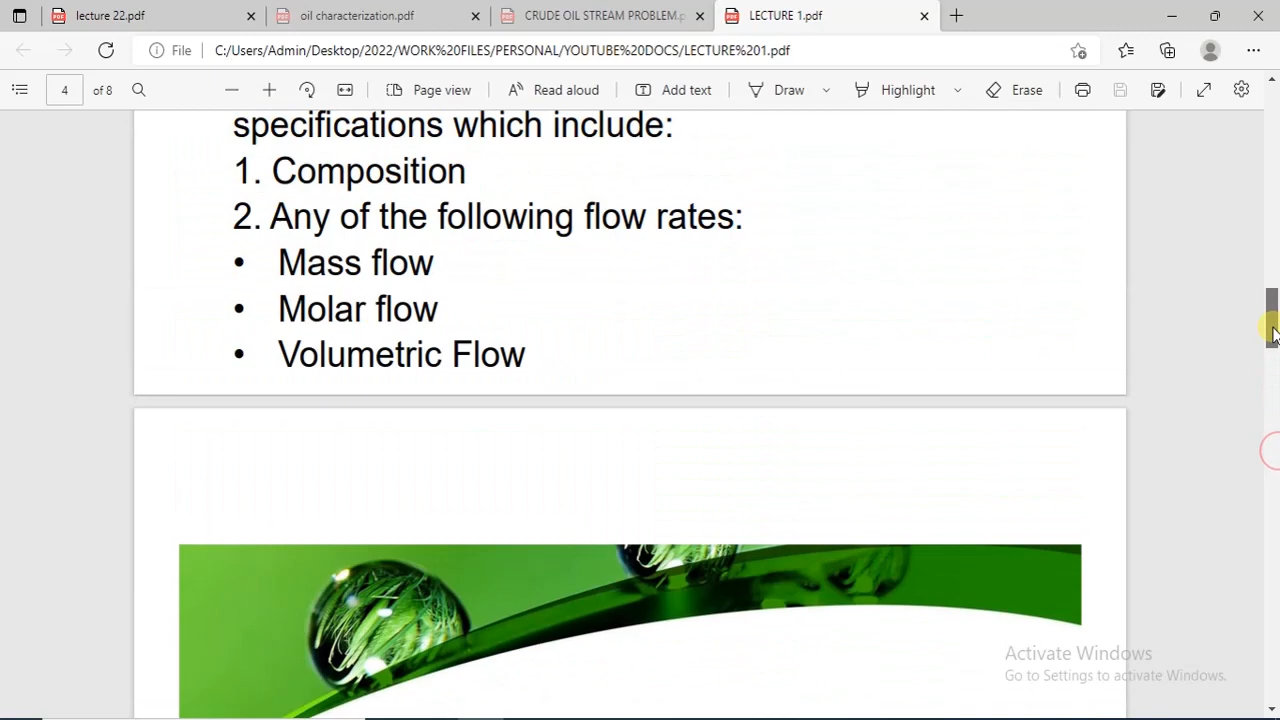 lecture 22.pdf
oil characterization.pdf
CRUDE OIL STREAM PROBLEM.p
LECTURE 1.pdf
File
C:/Users/Admin/Desktop/2022/WORK%20FILES/PERSONAL/YOUTUBE%20DOCS/LECTURE%201.pdf
4 of 8
Page view
Read aloud
Add text
Draw
Highlight
Erase
specifications which include:
1. Composition
2. Any of the following flow rates:
• Mass flow
• Molar flow
• Volumetric Flow
Activate Windows
Go to Settings to activate Windows.